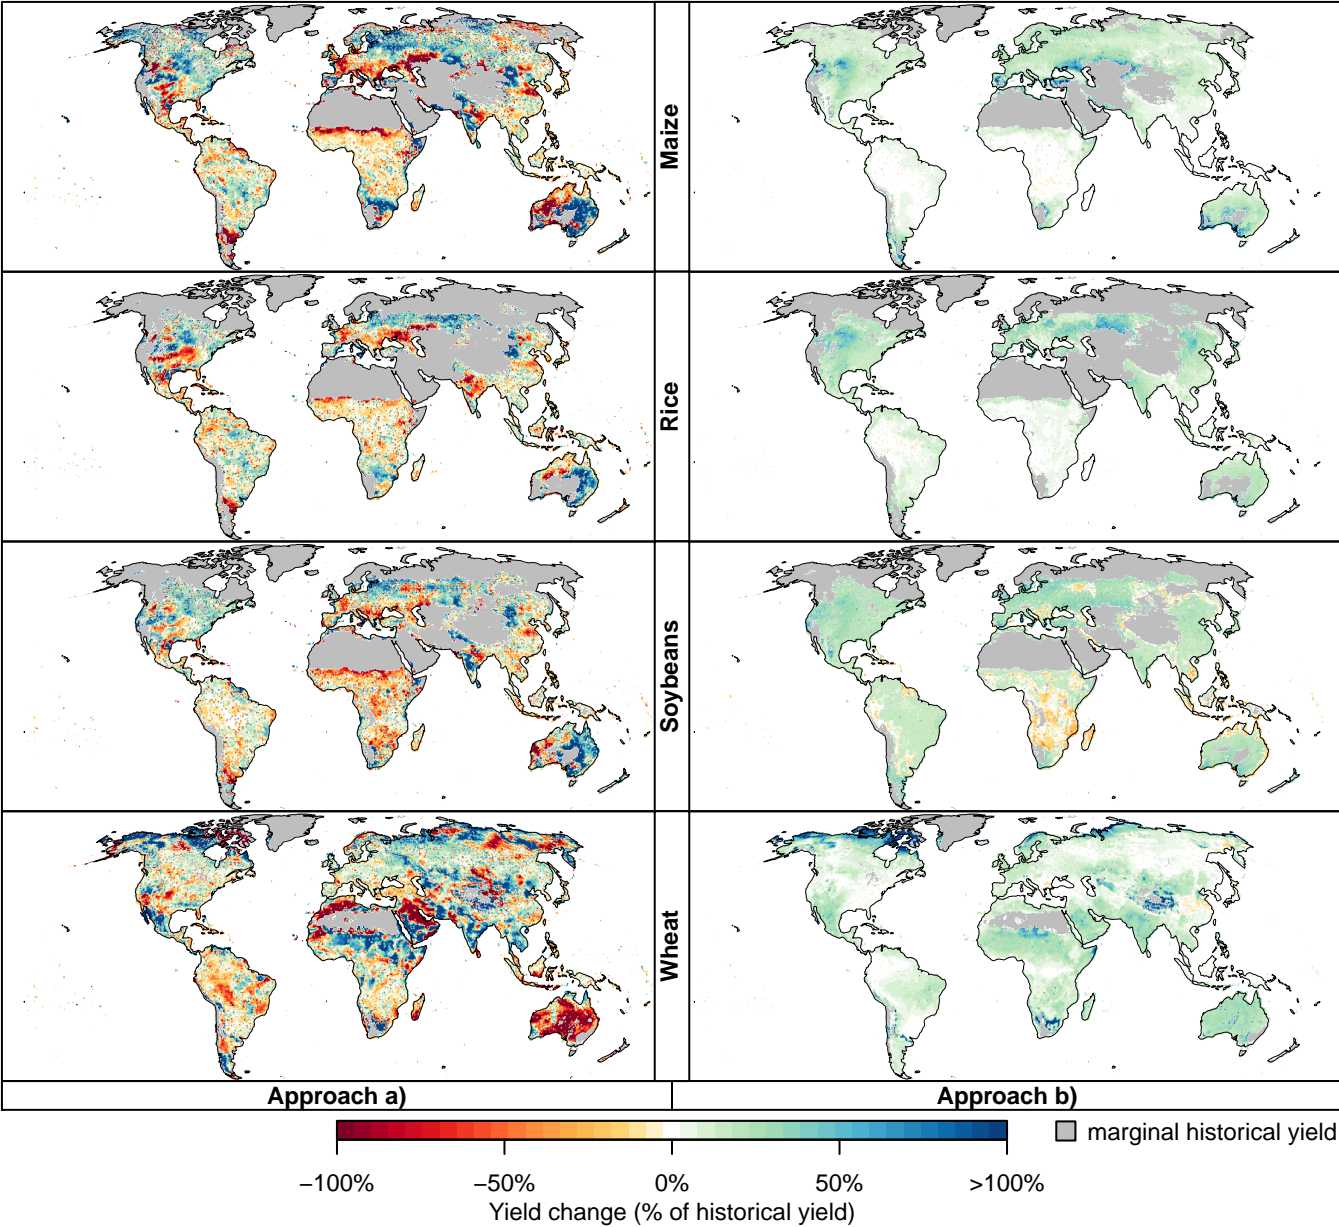 Maize
Rice
Soybeans
Wheat
Approach a)
Approach b)
marginal historical yield
−100%
−50%
0%
50%
>100%
Yield change (% of historical yield)